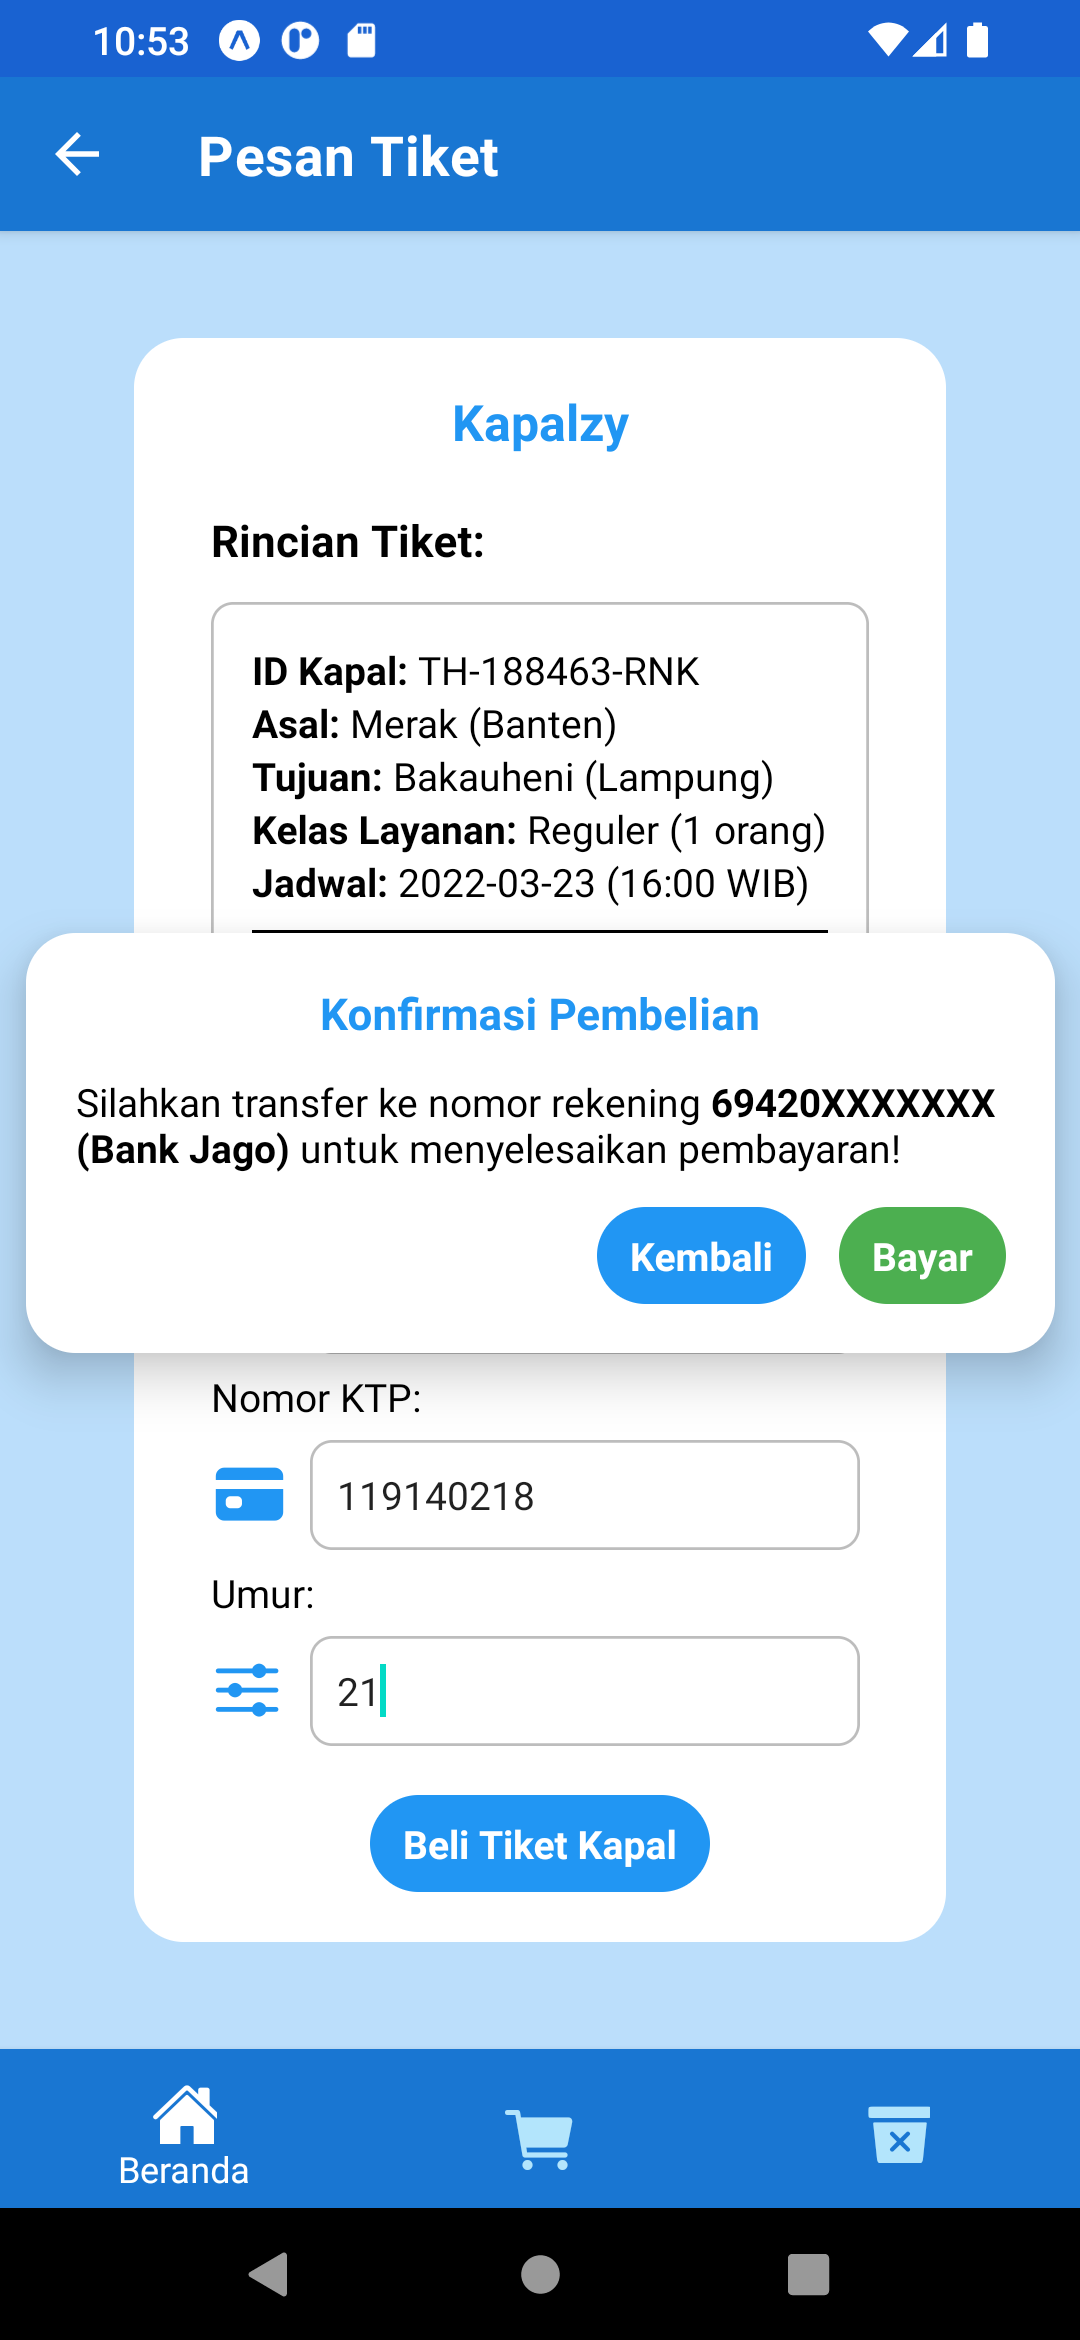 10:53
Pesan Tiket
Kapalzy
Rincian Tiket:
ID Kapal: TH-188463-RNK
Asal: Merak (Banten)
Tujuan: Bakauheni (Lampung)
Kelas Layanan: Reguler (1 orang)
Jadwal: 2022-03-23 (16:00 WIB)
Konfirmasi Pembelian
Silahkan transfer ke nomor rekening 69420XXXXXXX
(Bank Jago) untuk menyelesaikan pembayaran!
Kembali Bayar
Nomor KTP:
119140218
Umur:
21
Beli Tiket Kapal
Beranda